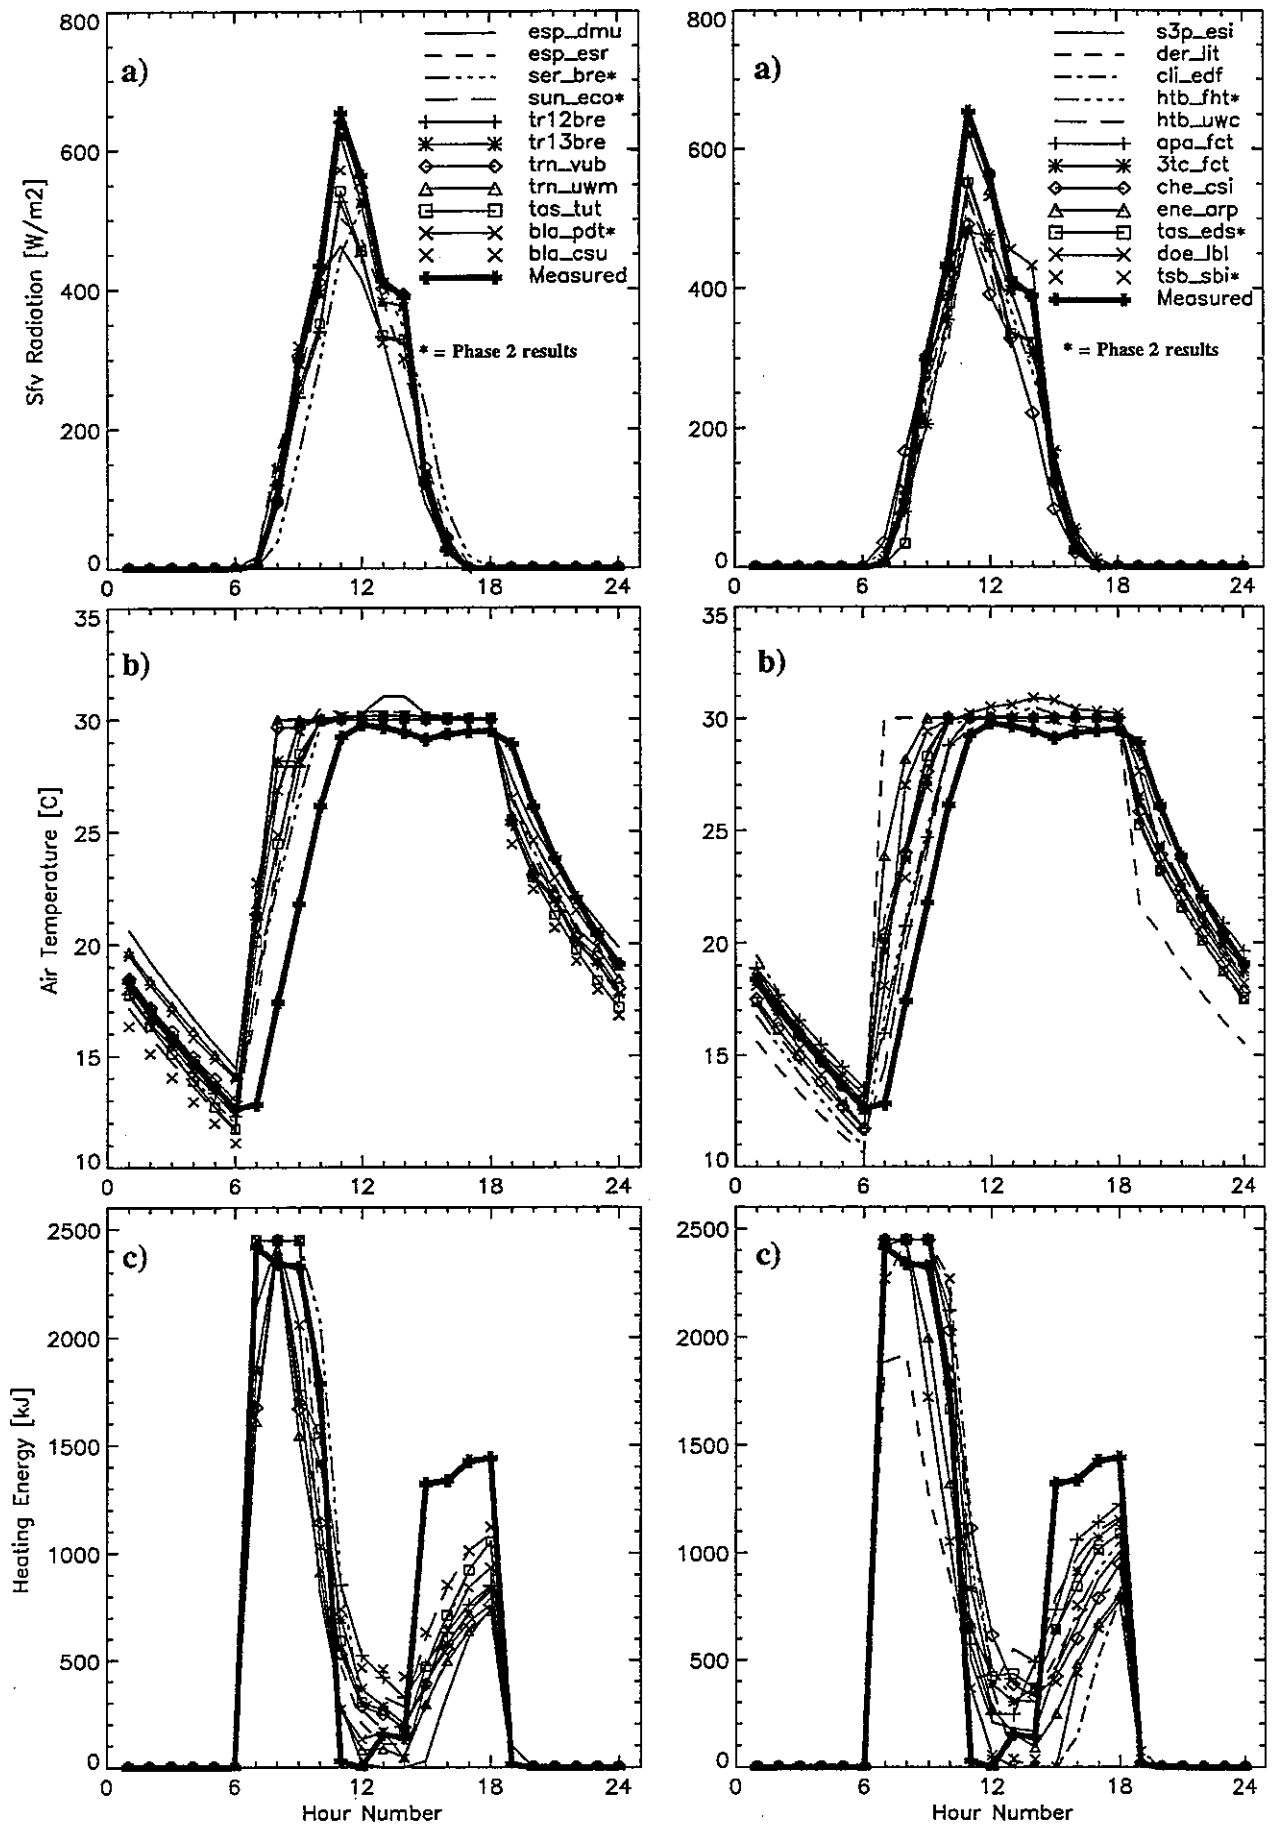 800
600
400
200
0
Sfv Radiation [W/m2]
a)
esp_dmu
esp_esr
ser_bre*
sun_eco*
tr12bre
tr13bre
trn_vub
trn_uwm
tas_tut
bla_pdt*
bla_csu
Measured
* = Phase 2 results
0 6 12 18 24
800
600
400
200
0
a)
s3p_esi
der_lit
cli_edf
htb_fht*
htb_uwc
apa_fct
3tc_fct
che_csi
ene_arp
tas_eds*
doe_lbl
tsb_sbi*
Measured
* = Phase 2 results
0 6 12 18 24
35
30
25
20
15
10
Air Temperature [C]
b)
0 6 12 18 24
35
30
25
20
15
10
b)
0 6 12 18 24
2500
2000
1500
1000
500
0
Heating Energy [kJ]
c)
0 6 12 18 24
Hour Number
2500
2000
1500
1000
500
0
c)
0 6 12 18 24
Hour Number